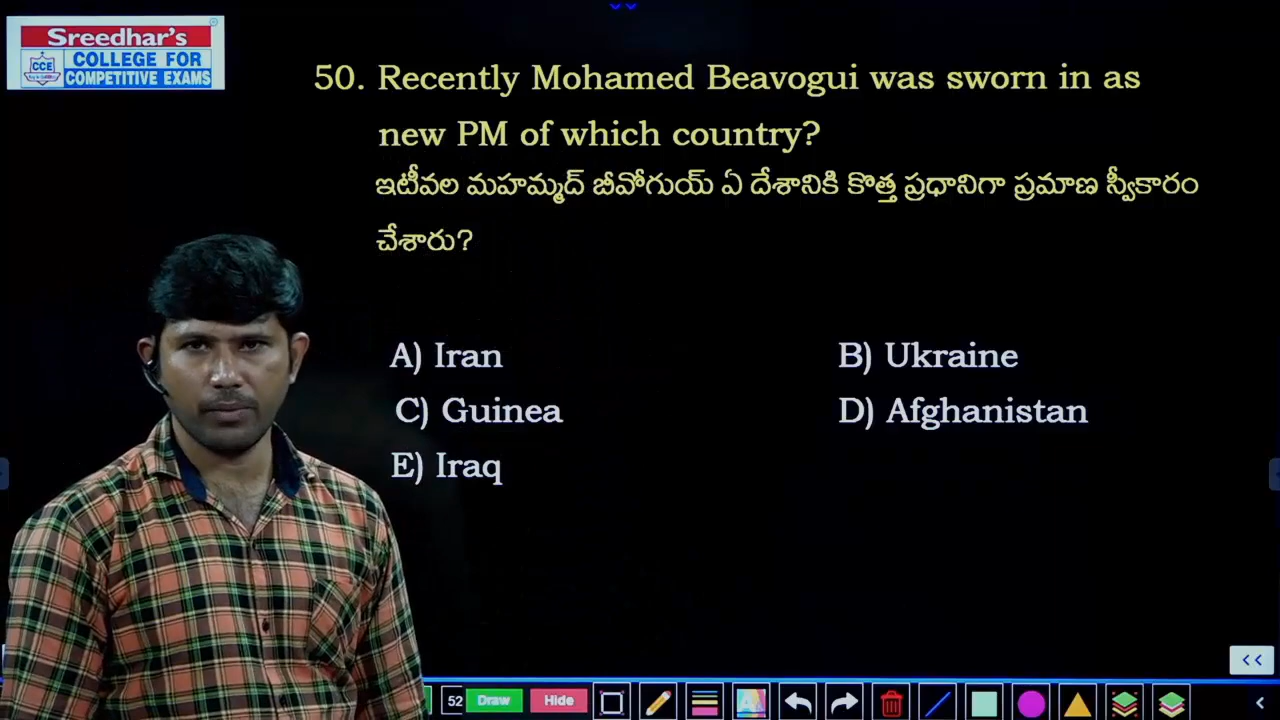 Sreedhar's
CCE
COLLEGE FOR
COMPETITIVE EXAMS
50. Recently Mohamed Beavogui was sworn in as
new PM of which country?
ఇటీవల మహమ్మద్ బీవోగుయ్ ఏ దేశానికి కొత్త ప్రధానిగా ప్రమాణ స్వీకారం
చేశారు?
A) Iran
B) Ukraine
C) Guinea
D) Afghanistan
E) Iraq
52 Draw Hide